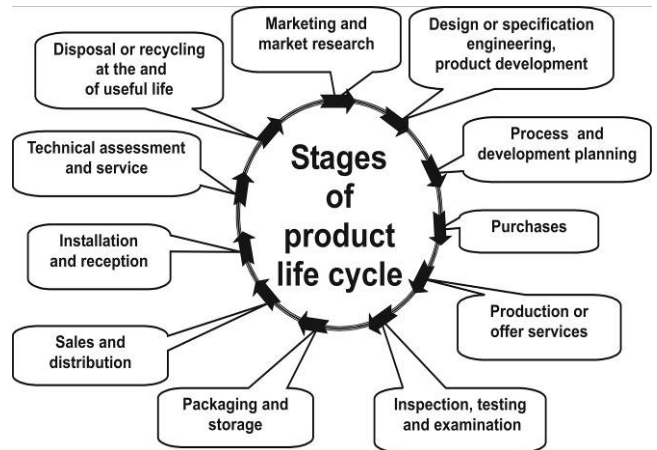 Marketing and
market research
Design or specification
engineering,
product development
Process and
development planning
Purchases
Production or
offer services
Inspection, testing
and examination
Packaging and
storage
Sales and
distribution
Installation
and reception
Technical assessment
and service
Disposal or recycling
at the and
of useful life
Stages
of
product
life cycle